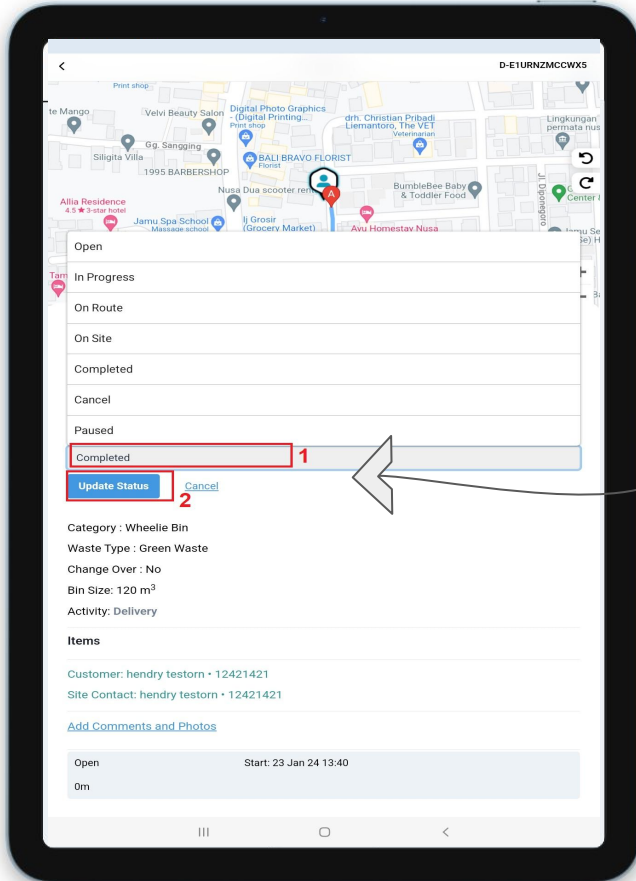 D-E1URNZMCCWX5
Print shop
te Mango
Velvi Beauty Salon
Digital Photo Graphics
- (Digital Printing...
Print shop
drh. Christian Pribadi
Liemantoro, The VET
Veterinarian
Lingkungan
permata nus
Gg. Sangging
Siligita Villa
BALI BRAVO FLORIST
Florist
1995 BARBERSHOP
Nusa Dua scooter ren
A
BumbleBee Baby
& Toddler Food
Jl. Diponegoro
Center
Allia Residence
4.5 ★ 3-star hotel
Jamu Spa School
Massage school
Ij Grosir
(Grocery Market)
Ayu Homestay Nusa
Tam
Open
In Progress
On Route
On Site
Completed
Cancel
Paused
Completed
1
Update Status
2
Cancel
Category : Wheelie Bin
Waste Type : Green Waste
Change Over : No
Bin Size: 120 m³
Activity: Delivery
Items
Customer: hendry testorn • 12421421
Site Contact: hendry testorn • 12421421
Add Comments and Photos
Open
Start: 23 Jan 24 13:40
0m